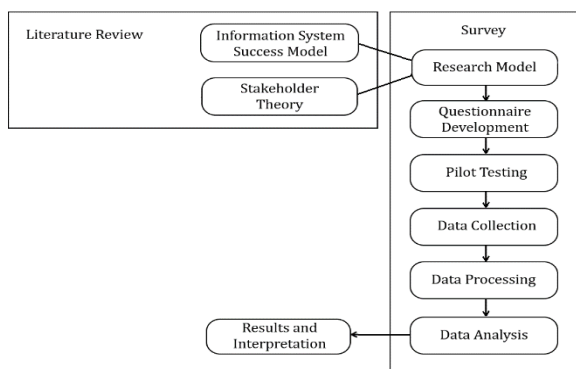 Literature Review
Information System
Success Model
Stakeholder
Theory
Survey
Research Model
Questionnaire
Development
Pilot Testing
Data Collection
Data Processing
Data Analysis
Results and
Interpretation